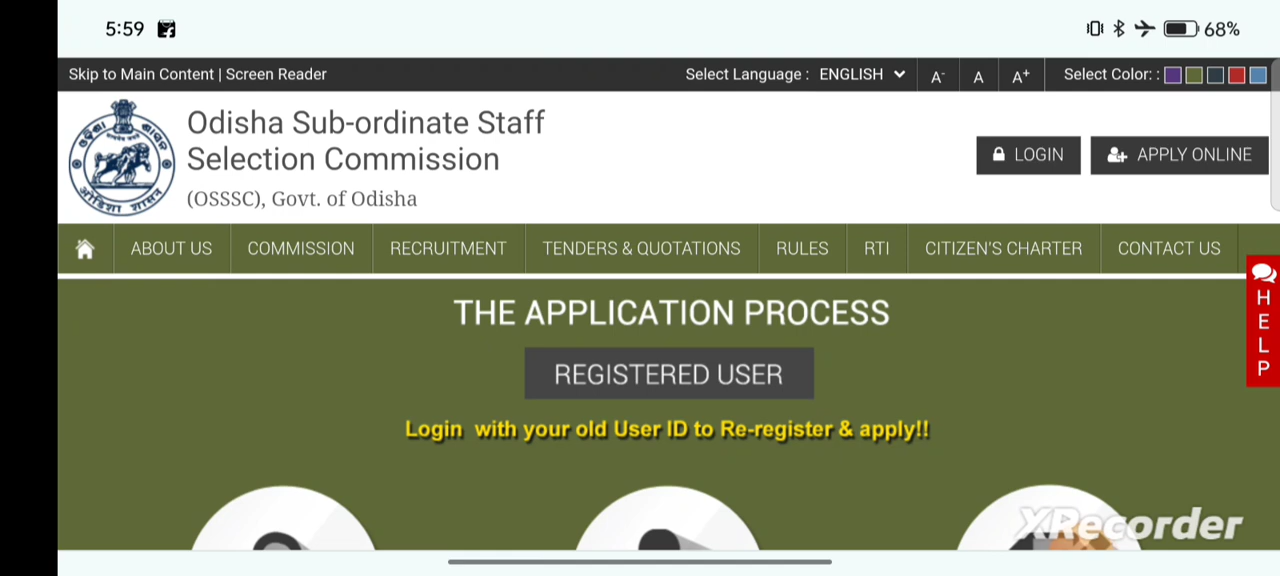 5:59
68%
Skip to Main Content | Screen Reader
Select Language : ENGLISH
A-
A
A+
Select Color: :
Odisha Sub-ordinate Staff
Selection Commission
(OSSSC), Govt. of Odisha
LOGIN
APPLY ONLINE
ABOUT US
COMMISSION
RECRUITMENT
TENDERS & QUOTATIONS
RULES
RTI
CITIZEN'S CHARTER
CONTACT US
HELP
THE APPLICATION PROCESS
REGISTERED USER
Login with your old User ID to Re-register & apply!!
XRecorder